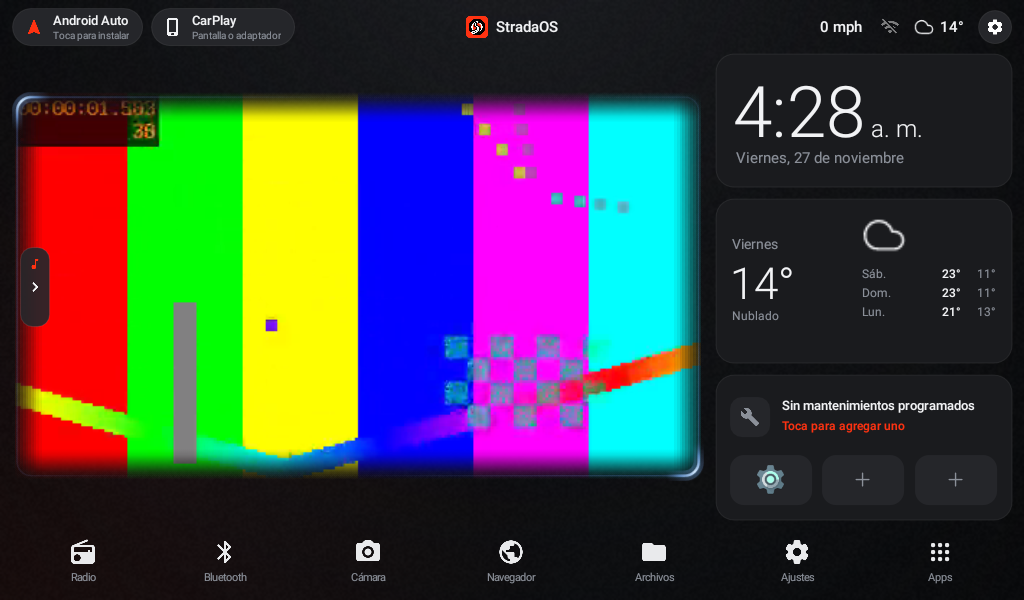 Android Auto
Toca para instalar
CarPlay
Pantalla o adaptador
StradaOS
0 mph
14°
00:00:01.503
38
4:28 a. m.
Viernes, 27 de noviembre
Viernes
14°
Nublado
Sáb. 23° 11°
Dom. 23° 11°
Lun. 21° 13°
Sin mantenimientos programados
Toca para agregar uno
Radio
Bluetooth
Cámara
Navegador
Archivos
Ajustes
Apps